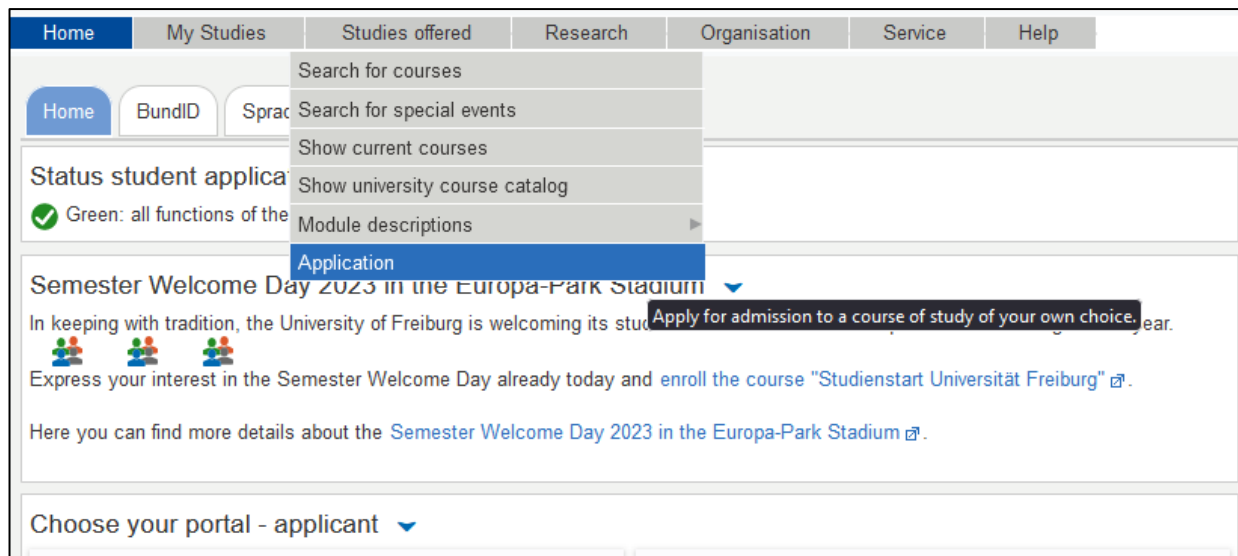 Home My Studies Studies offered Research Organisation Service Help
Search for courses
Home BundID Search for special events
Show current courses
Status student Show university course catalog
Green: all functions of the Module descriptions
Application
Semester Welcome Day 2023 in the Europa-Park Stadium
Apply for admission to a course of study of your own choice.
In keeping with tradition, the University of Freiburg is welcoming its
Express your interest in the Semester Welcome Day already today and enroll the course "Studienstart Universität Freiburg".
Here you can find more details about the Semester Welcome Day 2023 in the Europa-Park Stadium.
Choose your portal - applicant